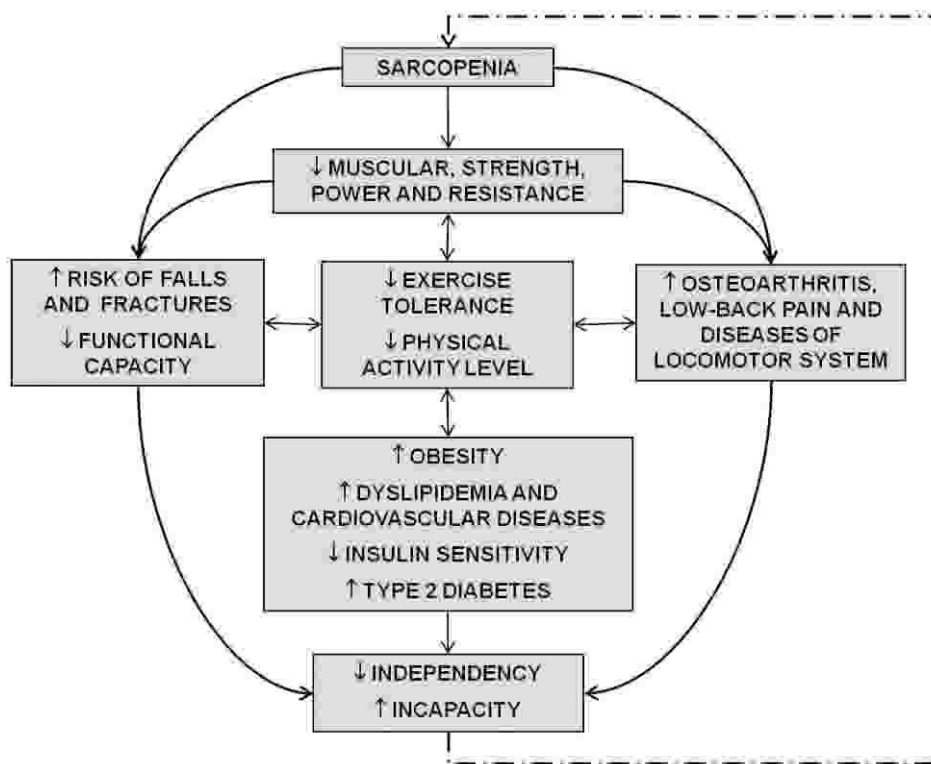 SARCOPENIA
↓ MUSCULAR, STRENGTH,
POWER AND RESISTANCE
↑ RISK OF FALLS
AND FRACTURES
↓ FUNCTIONAL
CAPACITY
↓ EXERCISE
TOLERANCE
↓ PHYSICAL
ACTIVITY LEVEL
↑ OSTEOARTHRITIS,
LOW-BACK PAIN AND
DISEASES OF
LOCOMOTOR SYSTEM
↑ OBESITY
↑ DYSLIPIDEMIA AND
CARDIOVASCULAR DISEASES
↓ INSULIN SENSITIVITY
↑ TYPE 2 DIABETES
↓ INDEPENDENCY
↑ INCAPACITY